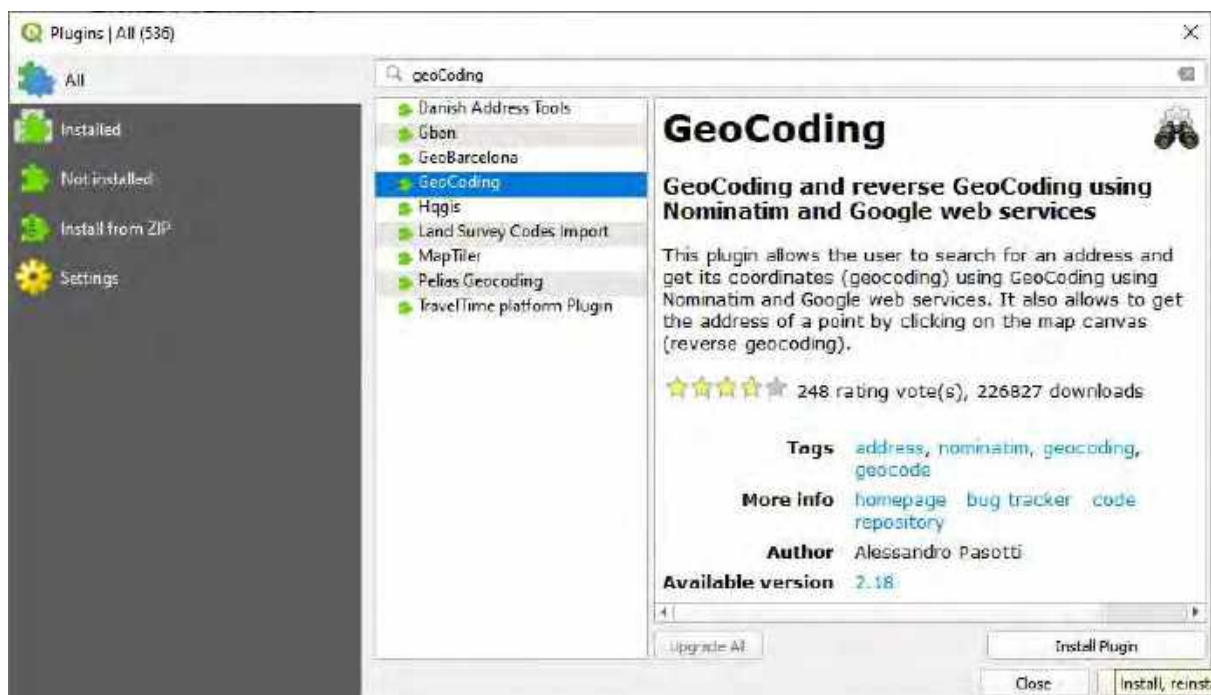 Plugins | All (536)
All
Installed
Not installed
Install from ZIP
Settings
geoCoding
Danish Address Tools
Gban
GeoBarcelona
GeoCoding
Hqgis
Land Survey Codes Import
MapTiler
Pelias Geocoding
TravelTime platform Plugin
GeoCoding
GeoCoding and reverse GeoCoding using
Nominatim and Google web services
This plugin allows the user to search for an address and
get its coordinates (geocoding) using GeoCoding using
Nominatim and Google web services. It also allows to get
the address of a point by clicking on the map canvas
(reverse geocoding).
248 rating vote(s), 226827 downloads
Tags address, nominatim, geocoding,
geocode
More info homepage bug tracker code
repository
Author Alessandro Pasotti
Available version 2.18
Upgrade All
Install Plugin
Close
Install, reinst